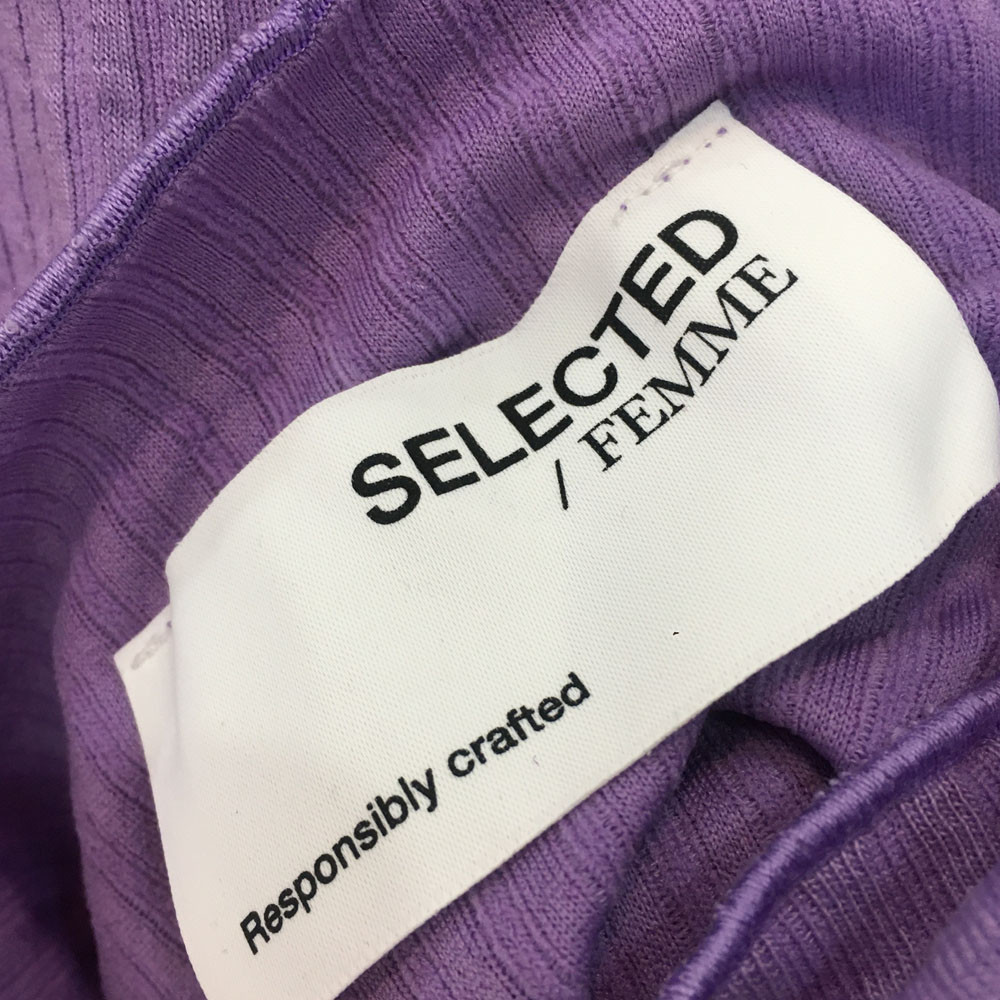 SELECTED
/ FEMME
Responsibly crafted